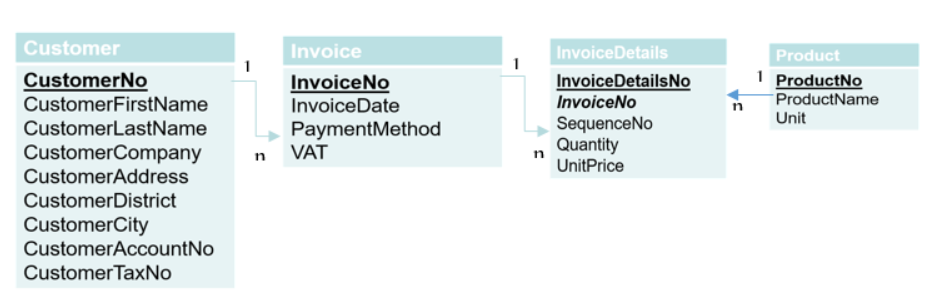 Customer
CustomerNo
CustomerFirstName
CustomerLastName
CustomerCompany
CustomerAddress
CustomerDistrict
CustomerCity
CustomerAccountNo
CustomerTaxNo
1
n
Invoice
InvoiceNo
InvoiceDate
PaymentMethod
VAT
1
n
InvoiceDetails
InvoiceDetailsNo
InvoiceNo
SequenceNo
Quantity
UnitPrice
1
n
Product
ProductNo
ProductName
Unit